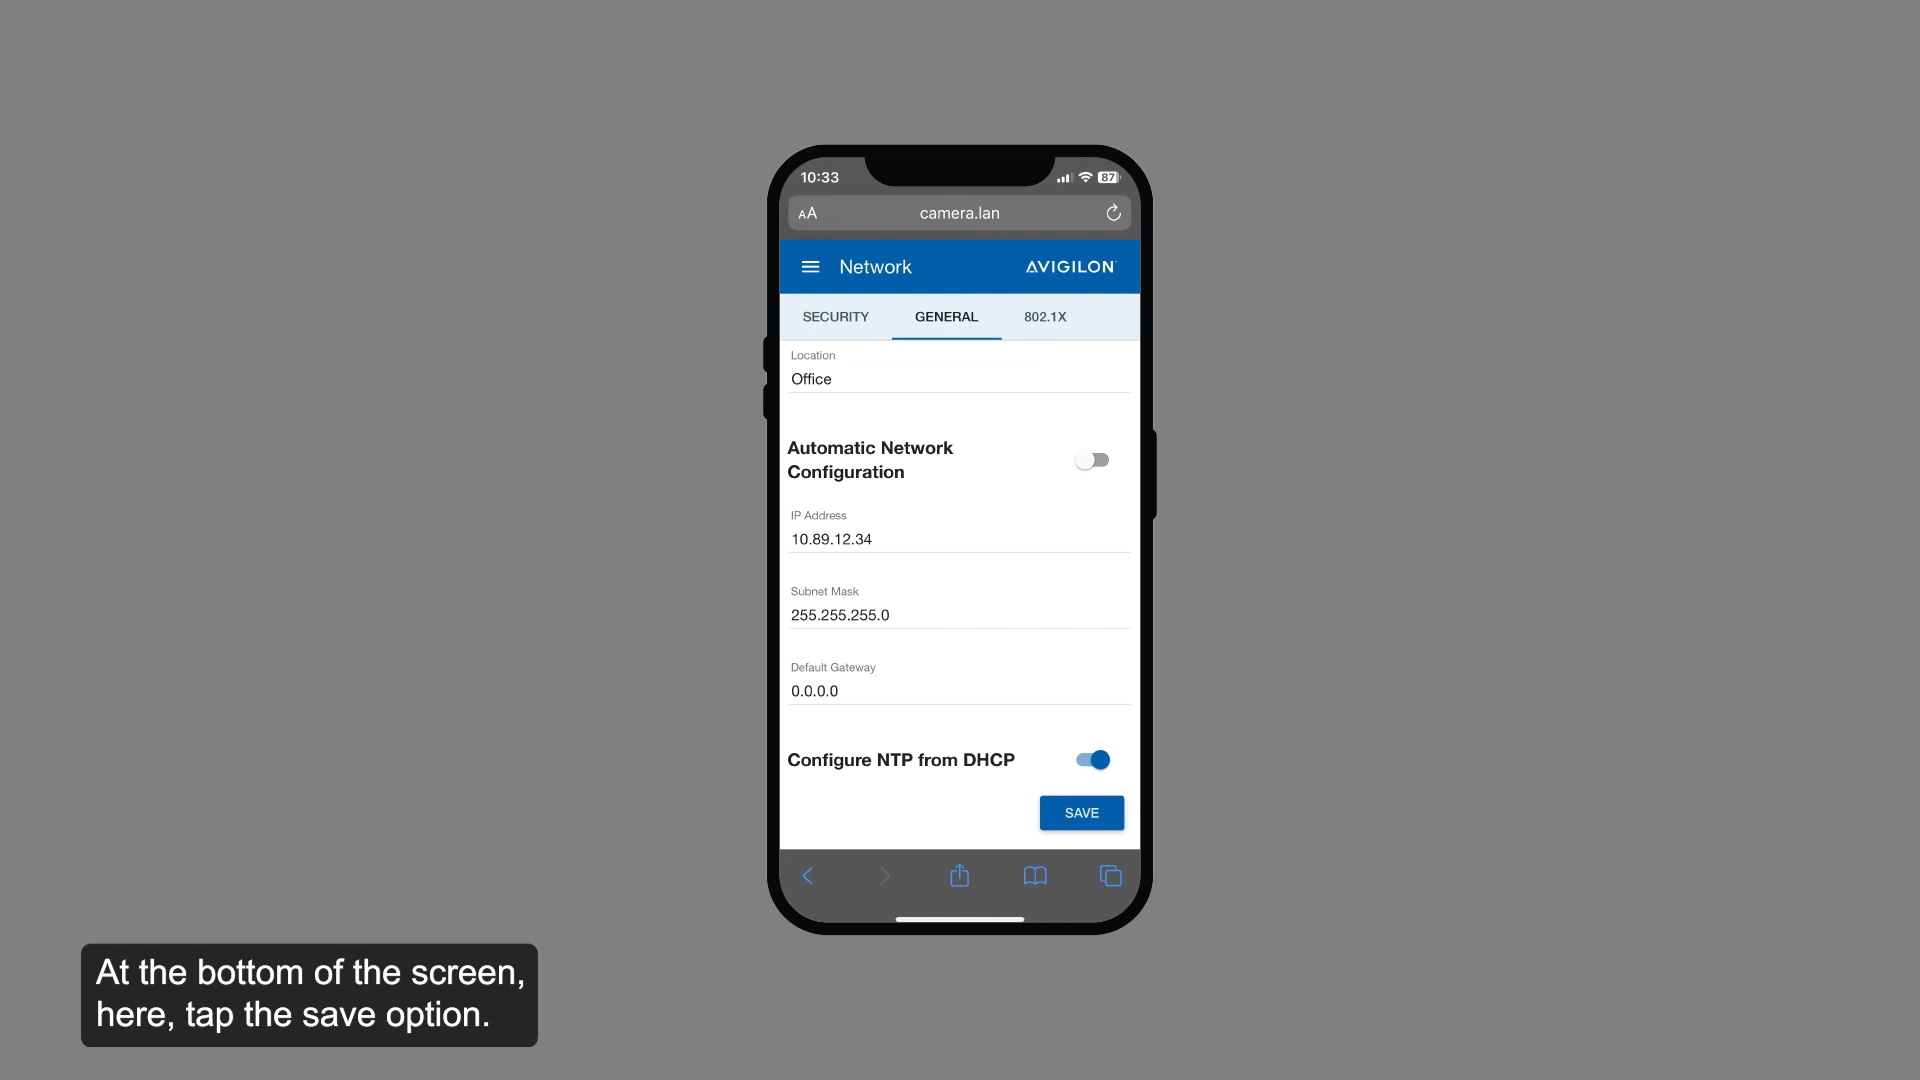 10:33
87
AA
camera.lan
Network
AVIGILON
SECURITY GENERAL 802.1X
Location
Office
Automatic Network
Configuration
IP Address
10.89.12.34
Subnet Mask
255.255.255.0
Default Gateway
0.0.0.0
Configure NTP from DHCP
SAVE
At the bottom of the screen,
here, tap the save option.